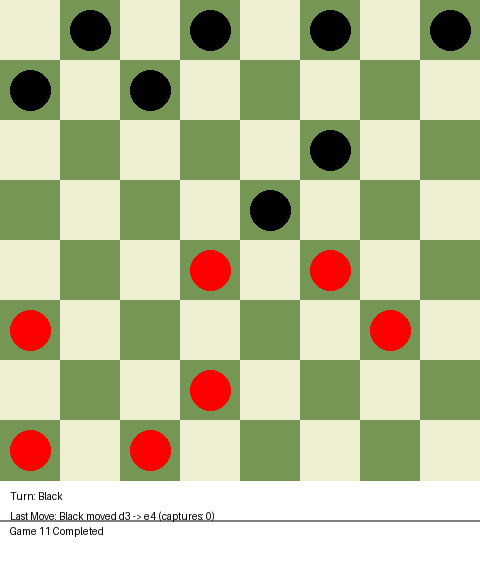 Turn: Black
Last Move: Black moved d3 -> e4 (captures: 0)
Game 11 Completed